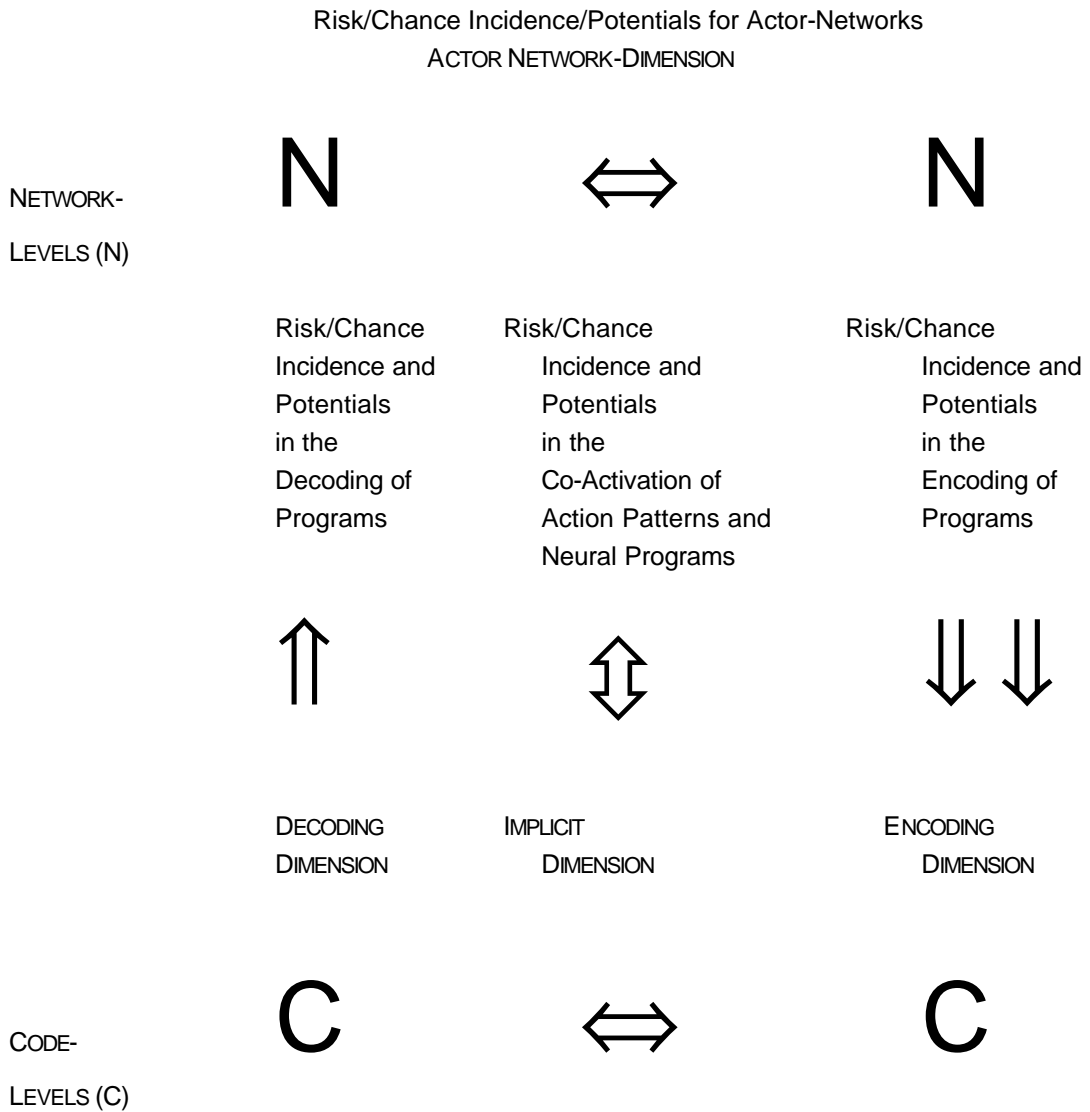 Risk/Chance Incidence/Potentials for Actor-Networks
ACTOR NETWORK-DIMENSION
N ⇔ N
NETWORK-
LEVELS (N)
Risk/Chance
Incidence and
Potentials
in the
Decoding of
Programs
Risk/Chance
Incidence and
Potentials
in the
Co-Activation of
Action Patterns and
Neural Programs
Risk/Chance
Incidence and
Potentials
in the
Encoding of
Programs
⇑ ⇕ ⇓ ⇓
DECODING
DIMENSION
IMPLICIT
DIMENSION
ENCODING
DIMENSION
C ⇔ C
CODE-
LEVELS (C)